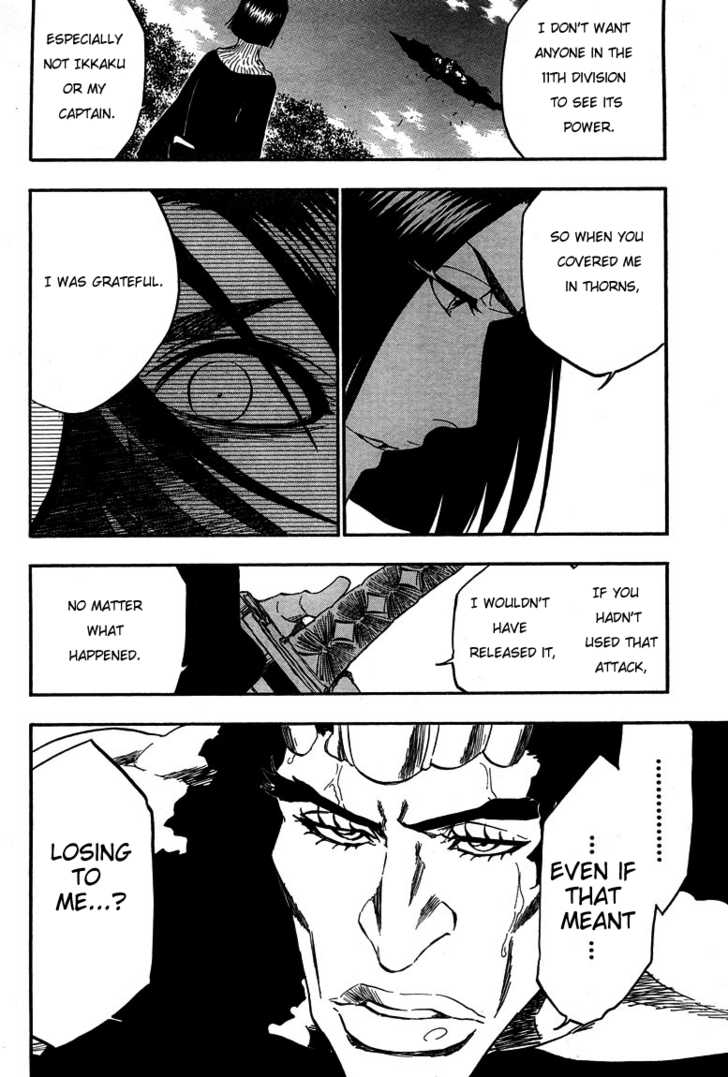 I DON'T WANT
ANYONE IN THE
11TH DIVISION
TO SEE ITS
POWER.
ESPECIALLY
NOT IKKAKU
OR MY
CAPTAIN.
SO WHEN YOU
COVERED ME
IN THORNS,
I WAS GRATEFUL.
IF YOU
HADN'T
USED THAT
ATTACK,
I WOULDN'T
HAVE
RELEASED IT,
NO MATTER
WHAT
HAPPENED.
.........
...
EVEN IF
THAT
MEANT
...
LOSING
TO
ME...?